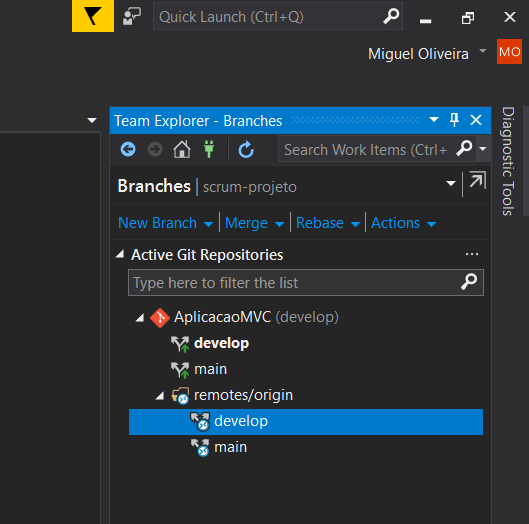 Quick Launch (Ctrl+Q)
Miguel Oliveira MO
Team Explorer - Branches
Search Work Items (Ctrl+
Branches | scrum-projeto
New Branch Merge Rebase Actions
Active Git Repositories ...
Type here to filter the list
AplicacaoMVC (develop)
develop
main
remotes/origin
develop
main
Diagnostic Tools